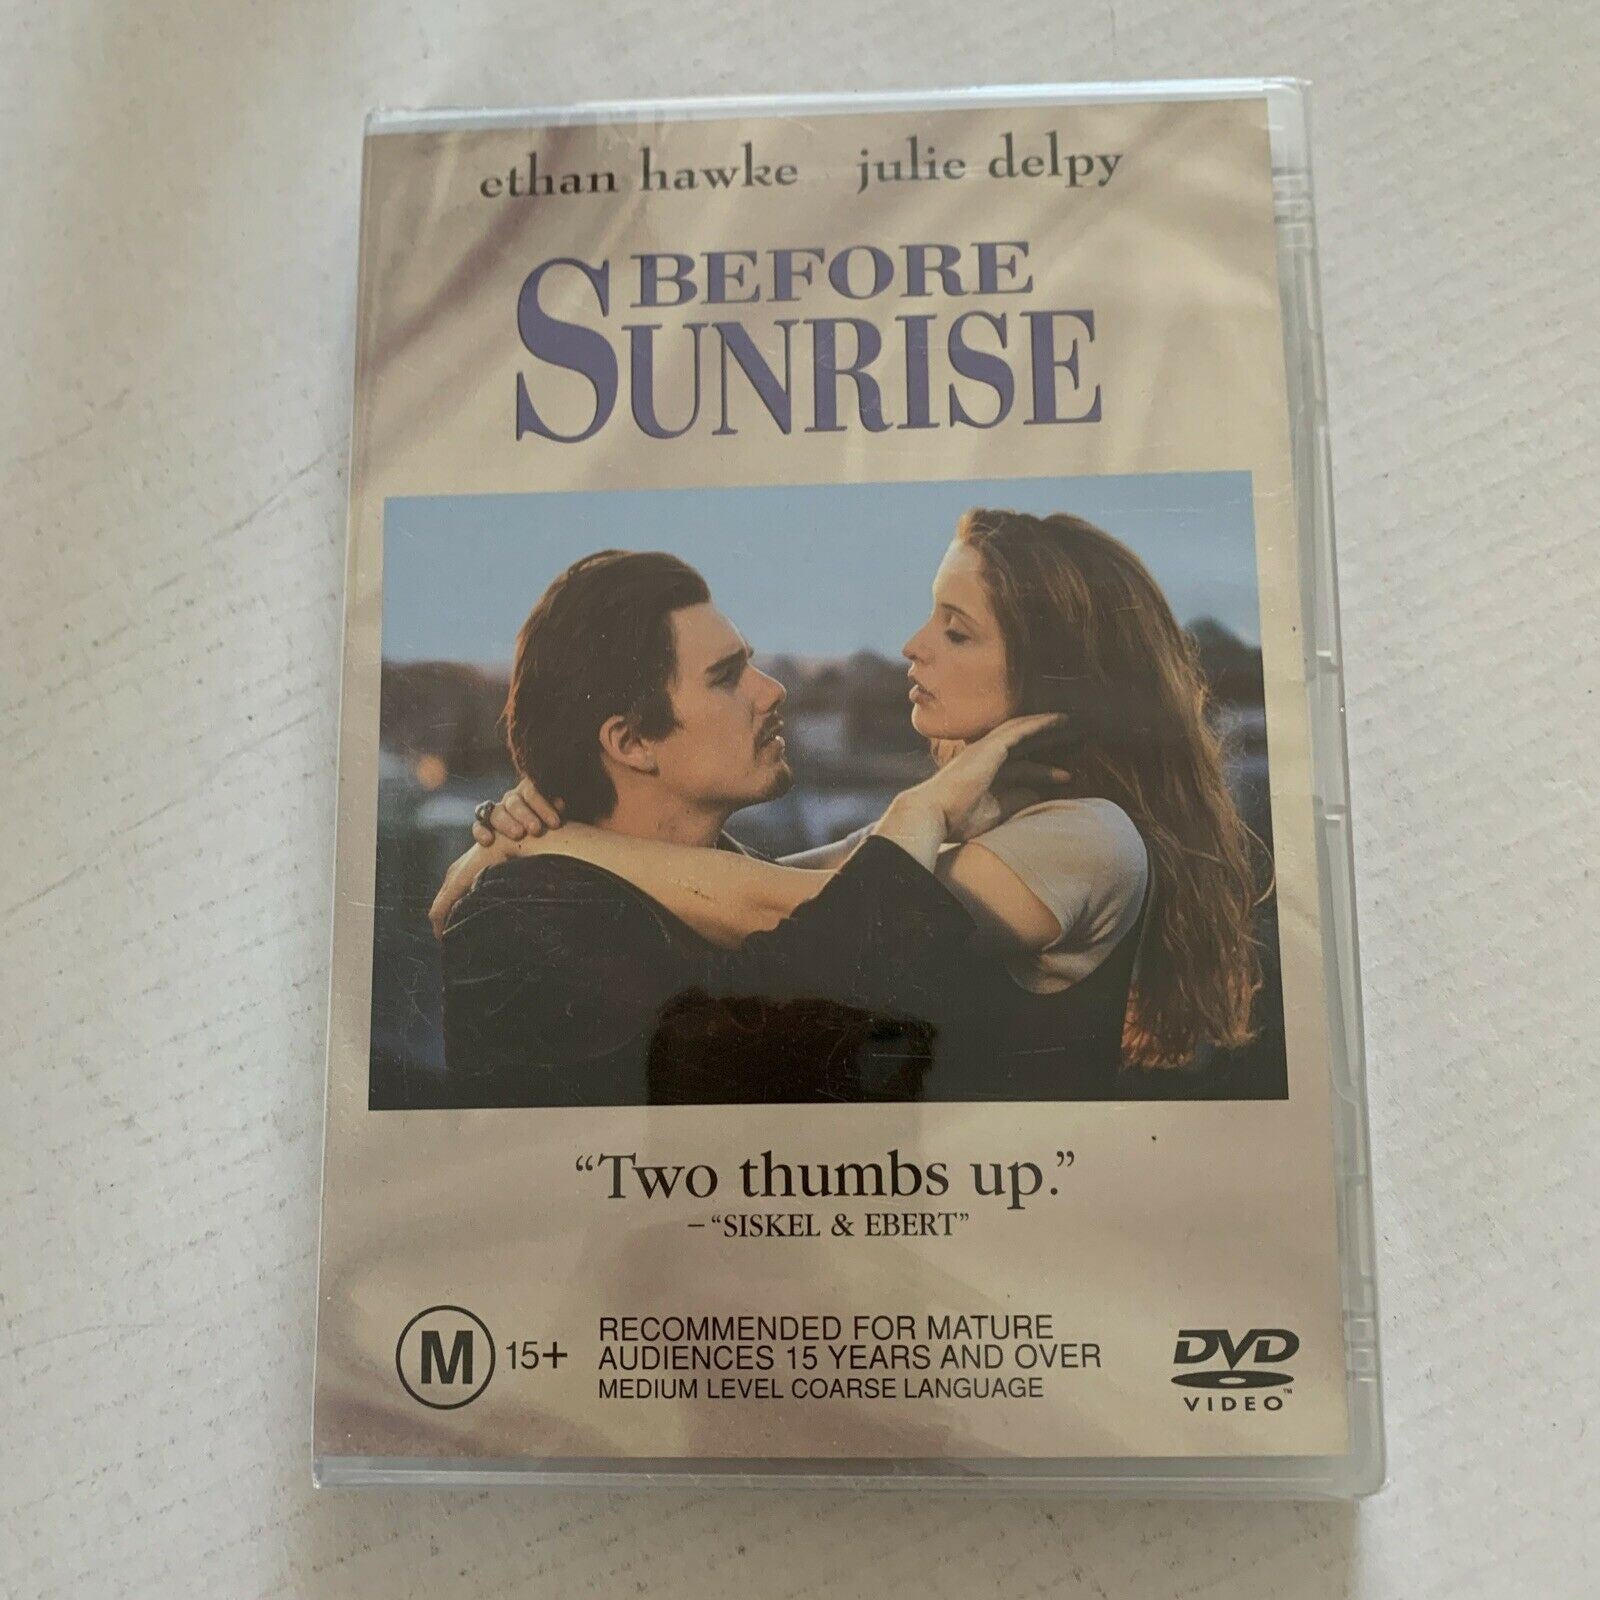 ethan hawke julie delpy
BEFORE
SUNRISE
“Two thumbs up.”
– “SISKEL & EBERT”
M 15+
RECOMMENDED FOR MATURE
AUDIENCES 15 YEARS AND OVER
MEDIUM LEVEL COARSE LANGUAGE
DVD
VIDEO™